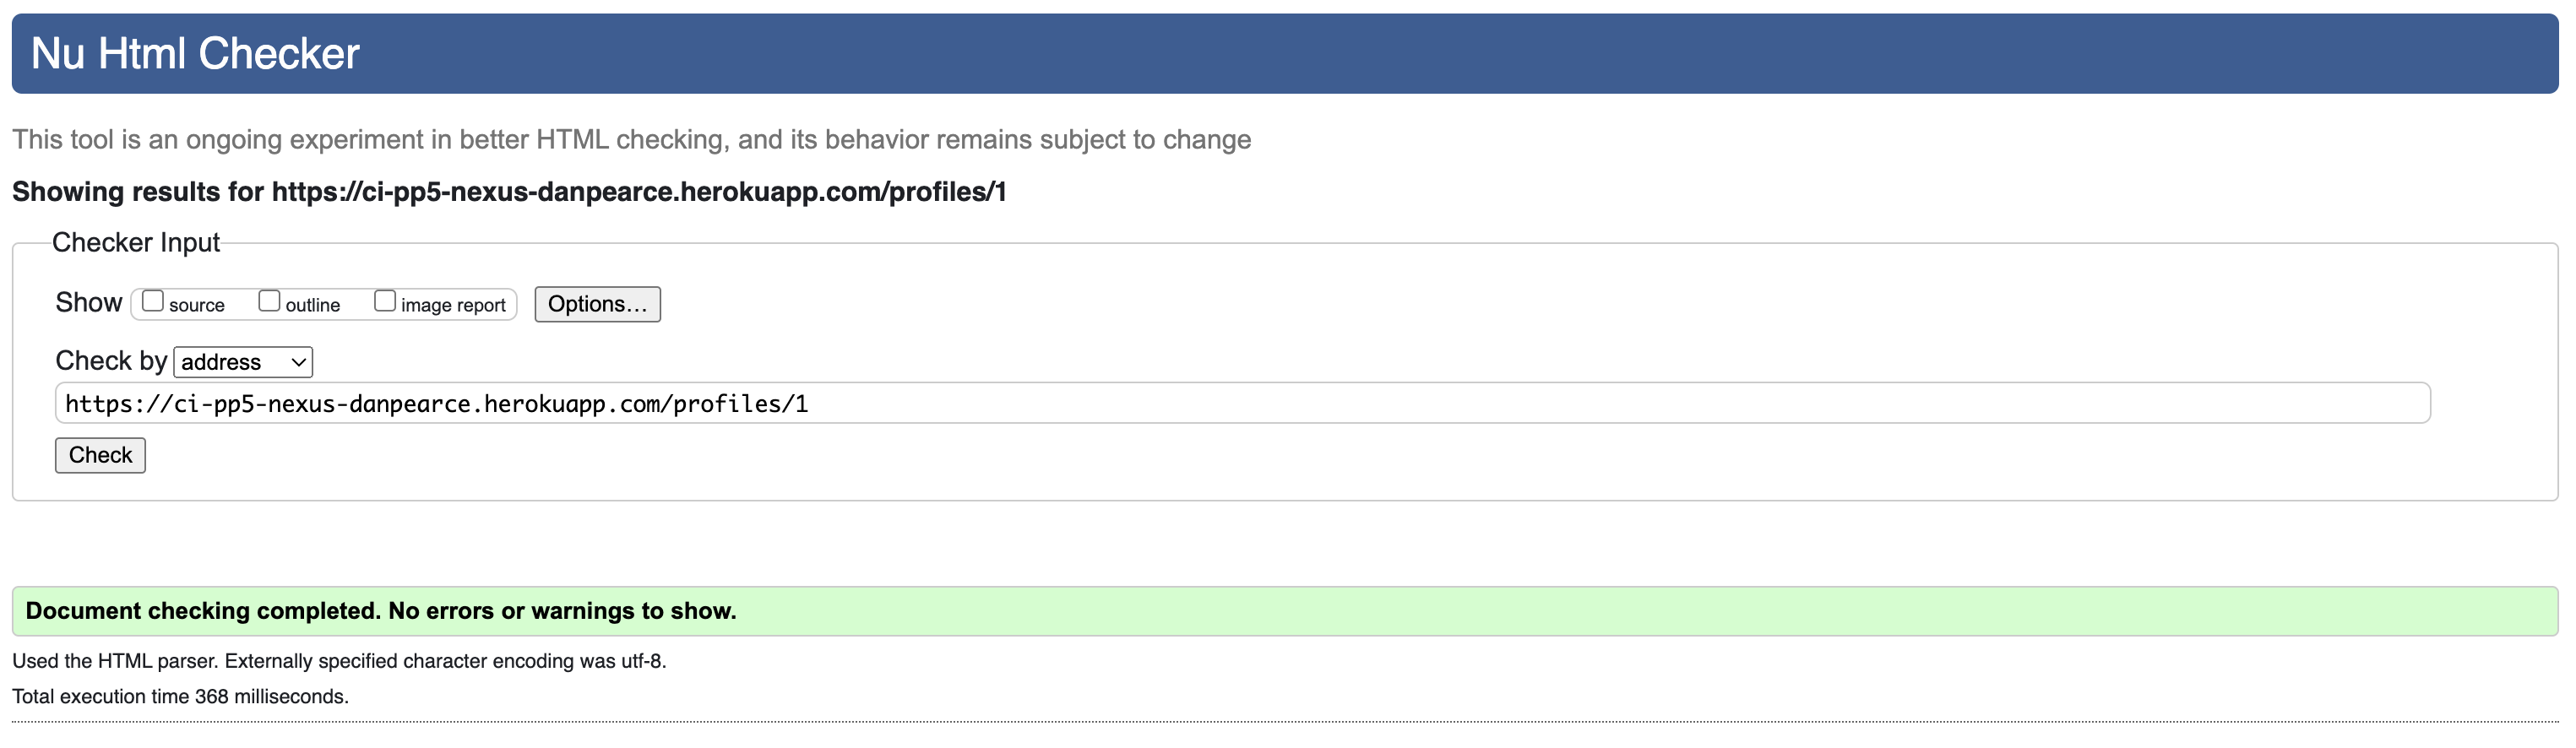 Nu Html Checker
This tool is an ongoing experiment in better HTML checking, and its behavior remains subject to change
Showing results for https://ci-pp5-nexus-danpearce.herokuapp.com/profiles/1
Checker Input
Show source outline image report Options...
Check by address
https://ci-pp5-nexus-danpearce.herokuapp.com/profiles/1
Check
Document checking completed. No errors or warnings to show.
Used the HTML parser. Externally specified character encoding was utf-8.
Total execution time 368 milliseconds.